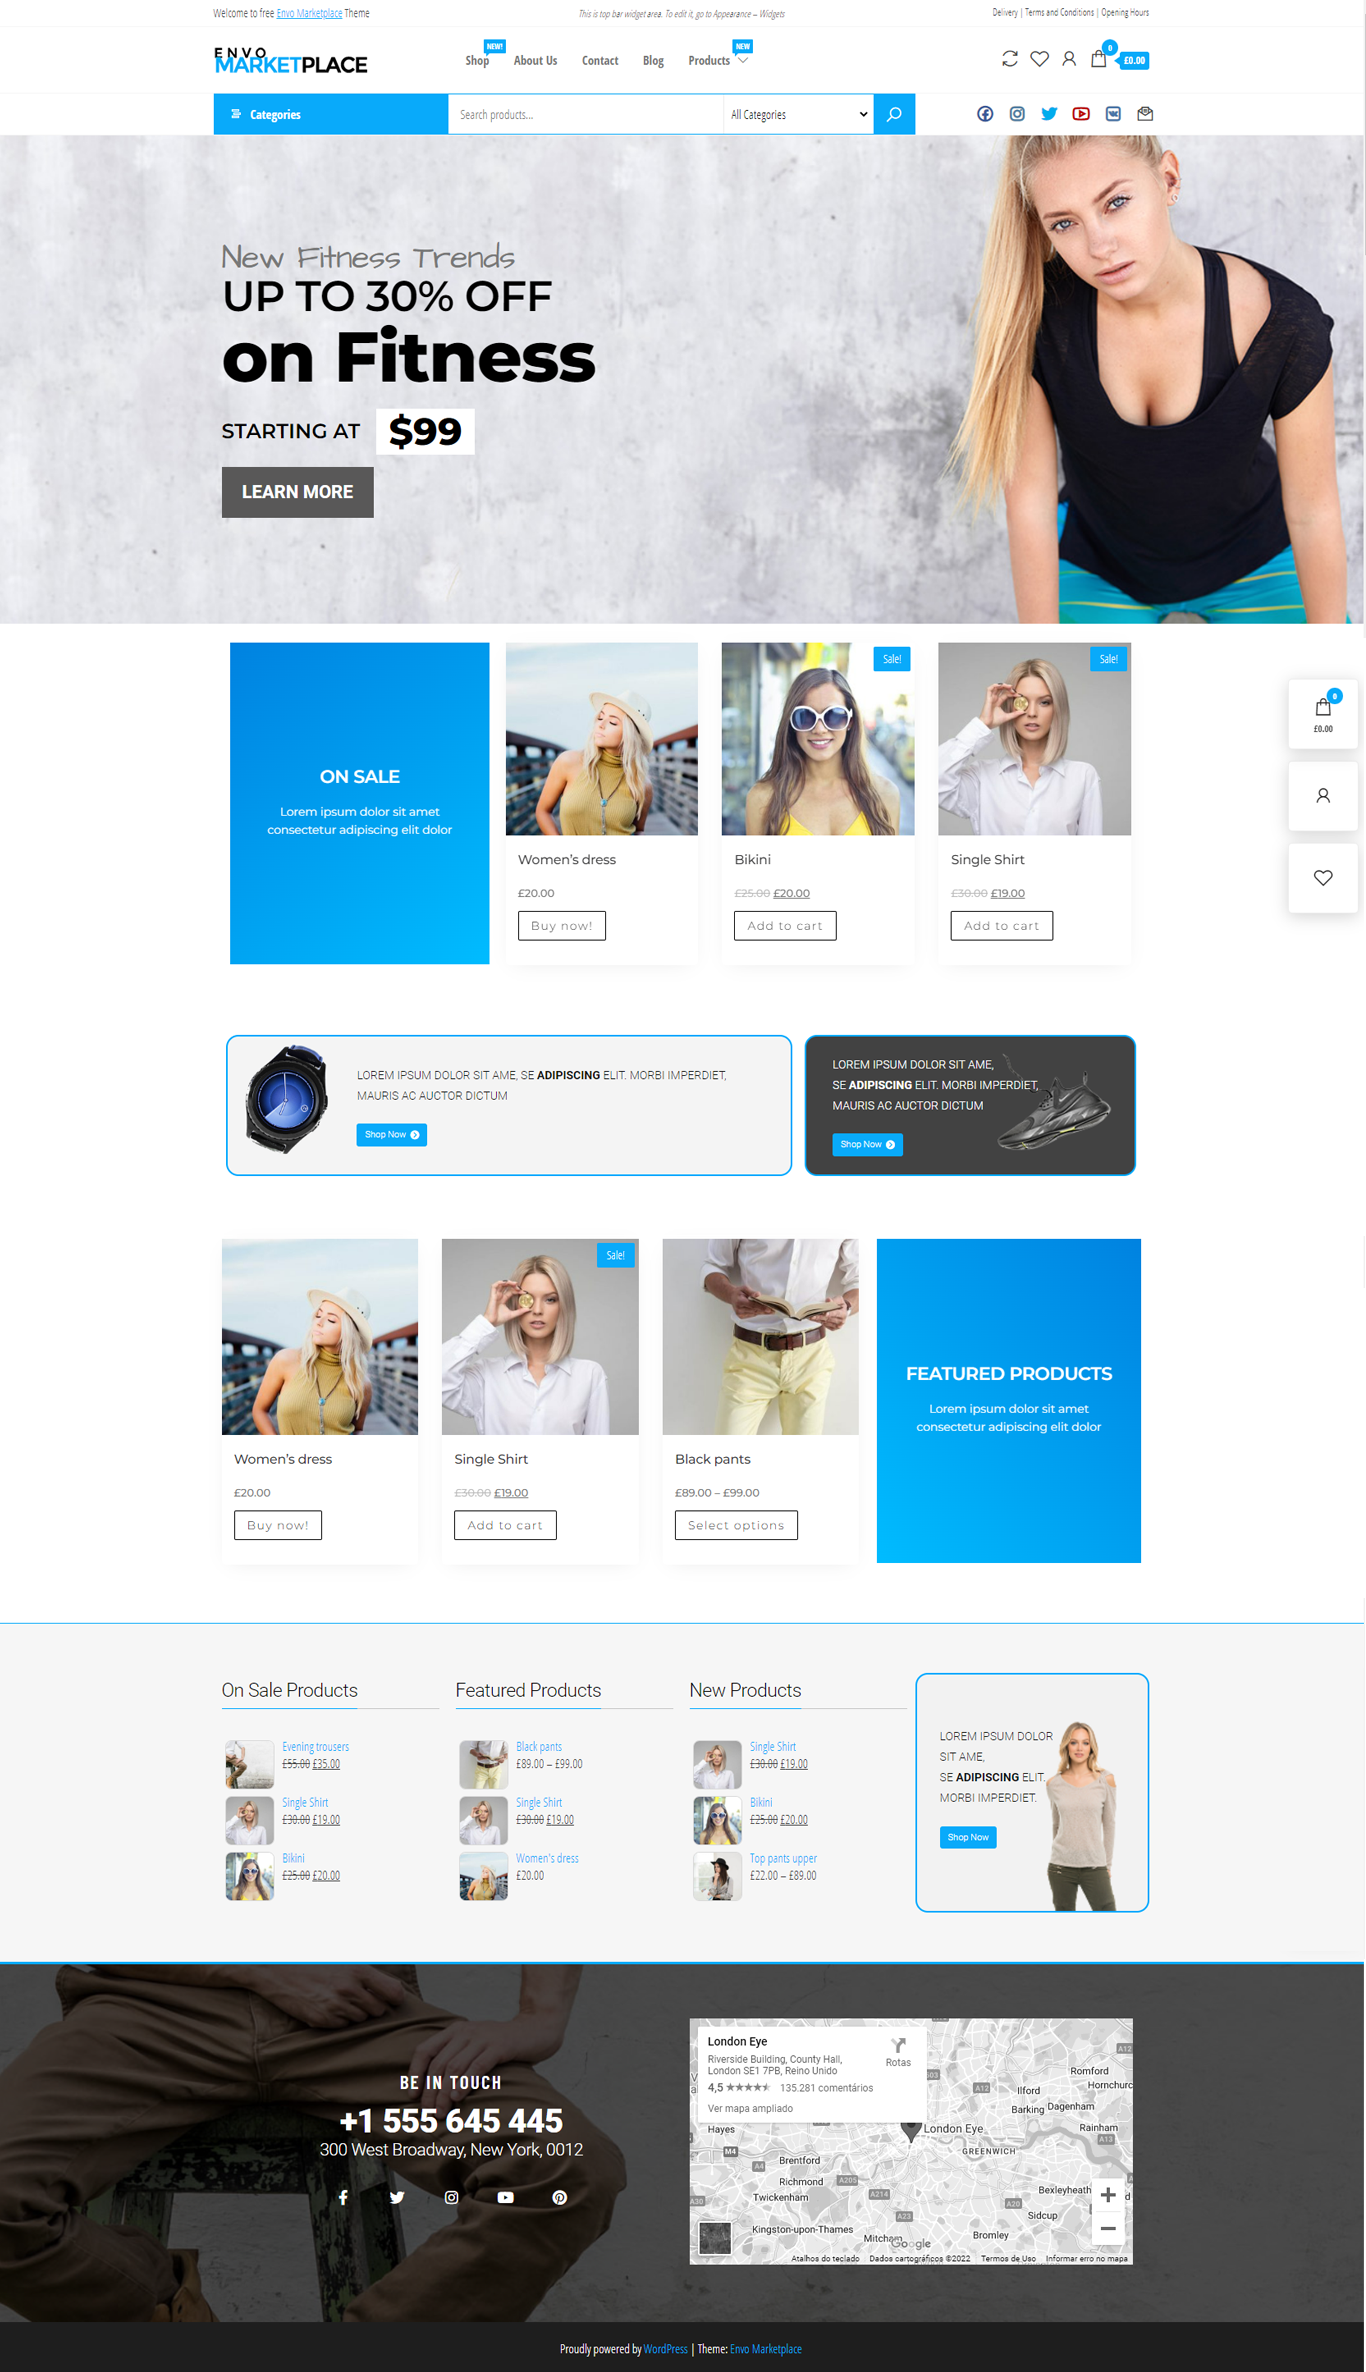 Welcome to free Envo Marketplace Theme
This is top bar widget area. To edit it, go to Appearance – Widgets
Delivery | Terms and Conditions | Opening Hours
ENVO
MARKETPLACE
NEW!
Shop
About Us
Contact
Blog
NEW
Products
0
£0.00
Categories
Search products...
All Categories
New Fitness Trends
UP TO 30% OFF
on Fitness
STARTING AT $99
LEARN MORE
ON SALE
Lorem ipsum dolor sit amet
consectetur adipiscing elit dolor
Women's dress
£20.00
Buy now!
Sale!
Bikini
£25.00 £20.00
Add to cart
Sale!
Single Shirt
£30.00 £19.00
Add to cart
0
£0.00
LOREM IPSUM DOLOR SIT AME, SE ADIPISCING ELIT. MORBI IMPERDIET,
MAURIS AC AUCTOR DICTUM
Shop Now
LOREM IPSUM DOLOR SIT AME,
SE ADIPISCING ELIT. MORBI IMPERDIET,
MAURIS AC AUCTOR DICTUM
Shop Now
Women's dress
£20.00
Buy now!
Sale!
Single Shirt
£30.00 £19.00
Add to cart
Black pants
£89.00 – £99.00
Select options
FEATURED PRODUCTS
Lorem ipsum dolor sit amet
consectetur adipiscing elit dolor
On Sale Products
Evening trousers
£55.00 £35.00
Single Shirt
£30.00 £19.00
Bikini
£25.00 £20.00
Featured Products
Black pants
£89.00 – £99.00
Single Shirt
£30.00 £19.00
Women's dress
£20.00
New Products
Single Shirt
£30.00 £19.00
Bikini
£25.00 £20.00
Top pants upper
£22.00 – £89.00
LOREM IPSUM DOLOR
SIT AME,
SE ADIPISCING ELIT.
MORBI IMPERDIET.
Shop Now
BE IN TOUCH
+1 555 645 445
300 West Broadway, New York, 0012
London Eye
Riverside Building, County Hall,
London SE1 7PB, Reino Unido
4,5 ★★★★ 135.281 comentários
Ver mapa ampliado
Rotas
A12
Romford
Hornchurc
A12
Ilford
Barking
Dagenham
Rainham
A13
Hayes
London Eye
GREENWICH
M4
A4
Brentford
Richmond
A205
Twickenham
A214
A30
A23
A20
Bexleyheath
Sidcup
Kingston-upon-Thames
Mitcham
Google
Bromley
Atalhos do teclado
Dados cartográficos ©2022
Termos de Uso
Informar erro no mapa
Proudly powered by WordPress | Theme: Envo Marketplace